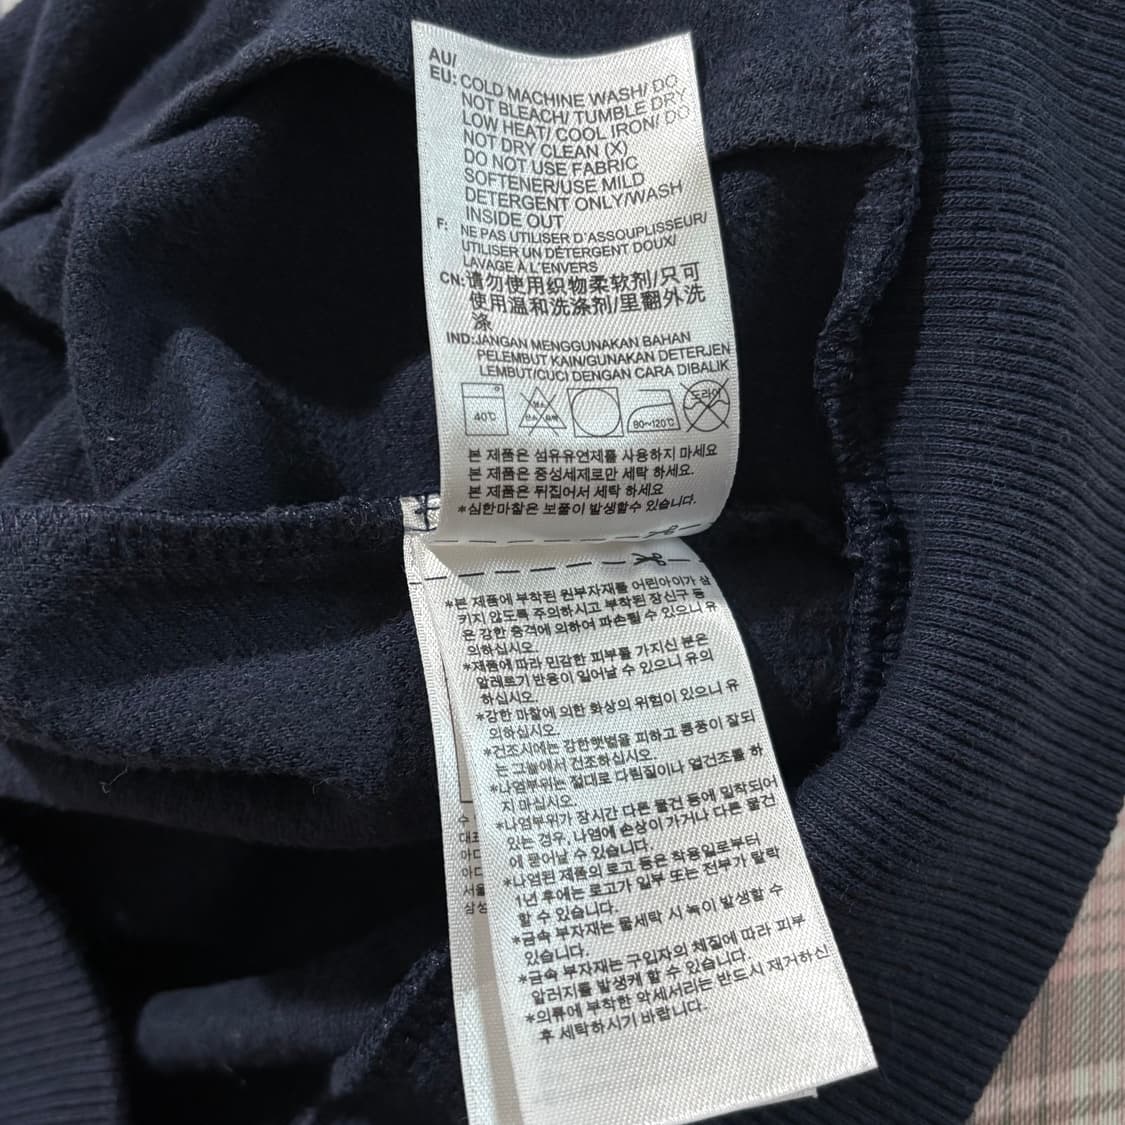 AU/
EU: COLD MACHINE WASH/ DO
NOT BLEACH/ TUMBLE DRY
LOW HEAT/ COOL IRON/ DO
NOT DRY CLEAN (X)
DO NOT USE FABRIC
SOFTENER/USE MILD
DETERGENT ONLY/WASH
INSIDE OUT
F: NE PAS UTILISER D'ASSOUPLISSEUR/
UTILISER UN DÉTERGENT DOUX/
LAVAGE À L'ENVERS
CN:请勿使用织物柔软剂/只可
使用温和洗涤剂/里翻外洗
涤
IND:JANGAN MENGGUNAKAN BAHAN
PELEMBUT KAIN/GUNAKAN DETERJEN
LEMBUT/CUCI DENGAN CARA DIBALIK
40℃ 80~120℃ 드라이
본 제품은 섬유유연제를 사용하지 마세요
본 제품은 중성세제로만 세탁 하세요.
본 제품은 뒤집어서 세탁 하세요
*심한마찰은 보풀이 발생할수 있습니다.
*본 제품에 부착된 원부자재를 어린아이가 삼
키지 않도록 주의하시고 부착된 장신구 등
은 강한 충격에 의하여 파손될 수 있으니 유
의하십시오.
*제품에 따라 민감한 피부를 가지신 분은
알레르기 반응이 일어날 수 있으니 유의
하십시오.
*강한 마찰에 의한 화상의 위험이 있으니 유
의하십시오.
*건조시에는 강한햇볕을 피하고 통풍이 잘되
는 그늘에서 건조하십시오.
*나염부위는 절대로 다림질이나 열건조를 하
지 마십시오.
*나염부위가 장시간 다른 물건 등에 밀착되어
있는 경우, 나염에 손상이 가거나 다른 물건
에 묻어날 수 있습니다.
*나염된 제품의 로고 등은 착용일로부터
1년 후에는 로고가 일부 또는 전부가 탈락
할 수 있습니다.
*금속 부자재는 물세탁 시 녹이 발생할 수
있습니다.
*금속 부자재는 구입자의 체질에 따라 피부
알러지를 발생케 할 수 있습니다.
*의류에 부착한 악세서리는 반드시 제거하신
후 세탁하시기 바랍니다.
수
대표
아디
아디
서울
삼성